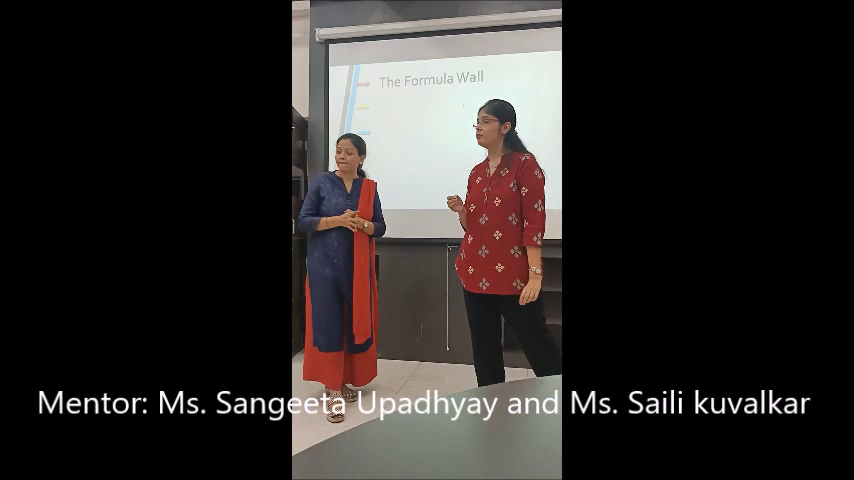 The Formula Wall
Mentor: Ms. Sangeeta Upadhyay and Ms. Saili kuvalkar